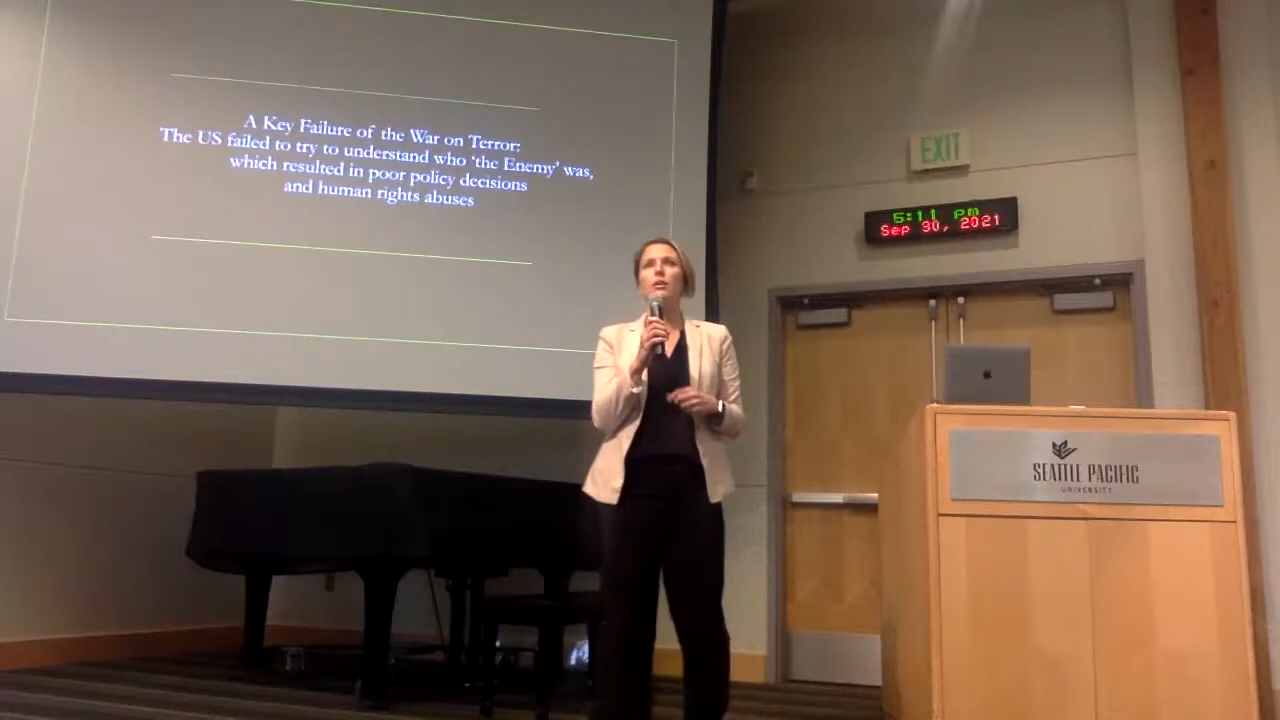 A Key Failure of the War on Terror:
The US failed to try to understand who ‘the Enemy’ was,
which resulted in poor policy decisions
and human rights abuses
EXIT
5:11 pm
Sep 30, 2021
SEATTLE PACIFIC
UNIVERSITY